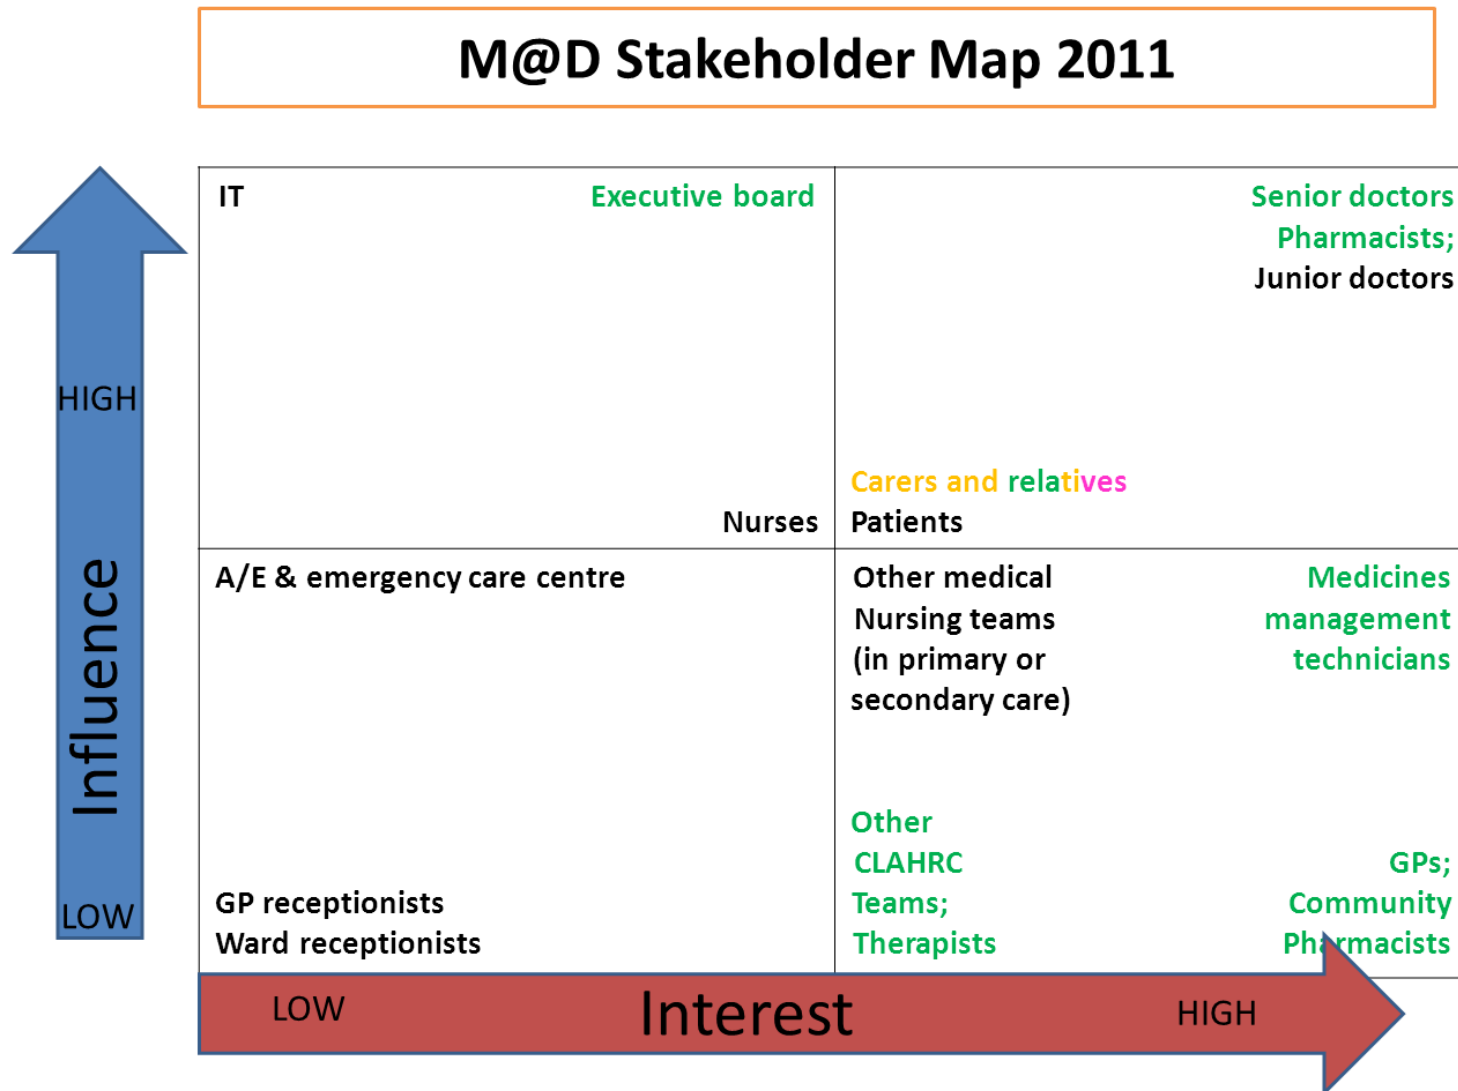 M@D Stakeholder Map 2011
IT
Executive board
Senior doctors
Pharmacists;
Junior doctors
HIGH
Carers and relatives
Nurses
Patients
A/E & emergency care centre
Other medical
Nursing teams
(in primary or
secondary care)
Medicines
management
technicians
Influence
Other
CLAHRC
Teams;
Therapists
GPs;
Community
Pharmacists
GP receptionists
Ward receptionists
LOW
LOW
Interest
HIGH